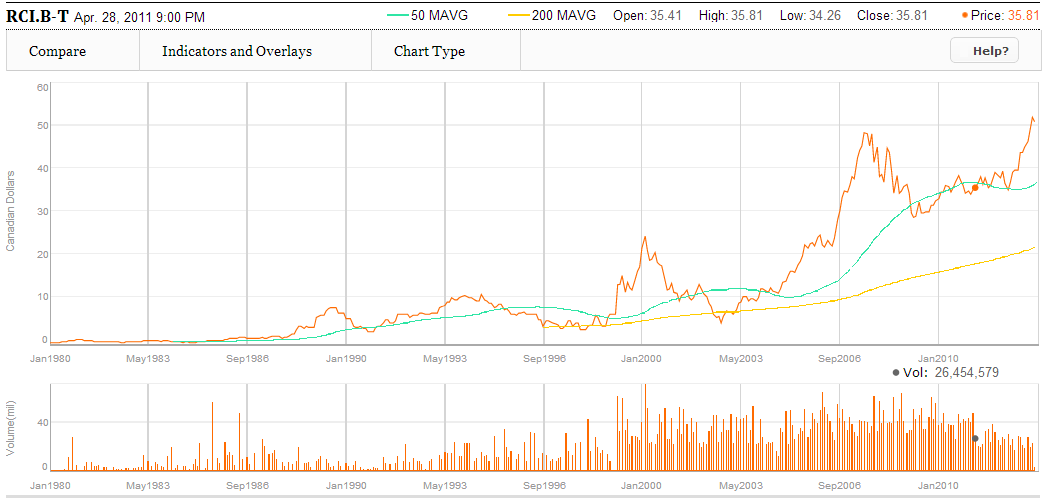 RCI.B-T Apr. 28, 2011 9:00 PM 50 MAVG 200 MAVG Open: 35.41 High: 35.81 Low: 34.26 Close: 35.81 Price: 35.81
Compare Indicators and Overlays Chart Type Help?
60
50
40
30
20
10
0
Canadian Dollars
Jan1980 May1983 Sep1986 Jan1990 May1993 Sep1996 Jan2000 May2003 Sep2006 Jan2010
Vol: 26,454,579
40
0
Volume(mil)
Jan1980 May1983 Sep1986 Jan1990 May1993 Sep1996 Jan2000 May2003 Sep2006 Jan2010